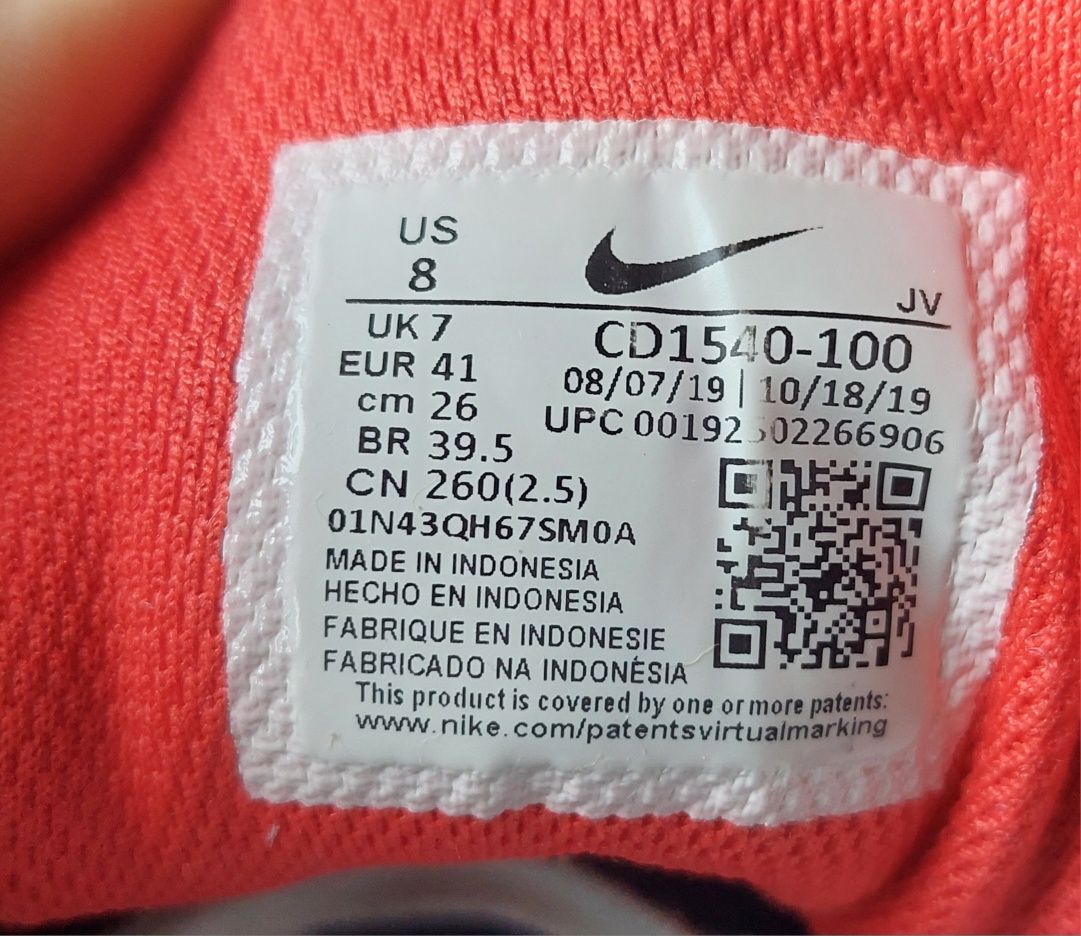 US
8
JV
UK 7
EUR 41
cm 26
BR 39.5
CN 260(2.5)
01N43QH67SM0A
CD1540-100
08/07/19 | 10/18/19
UPC
MADE IN INDONESIA
HECHO EN INDONESIA
FABRIQUE EN INDONESIE
FABRICADO NA INDONÉSIA
This product is covered by one or more patents:
www.nike.com/patentsvirtualmarking